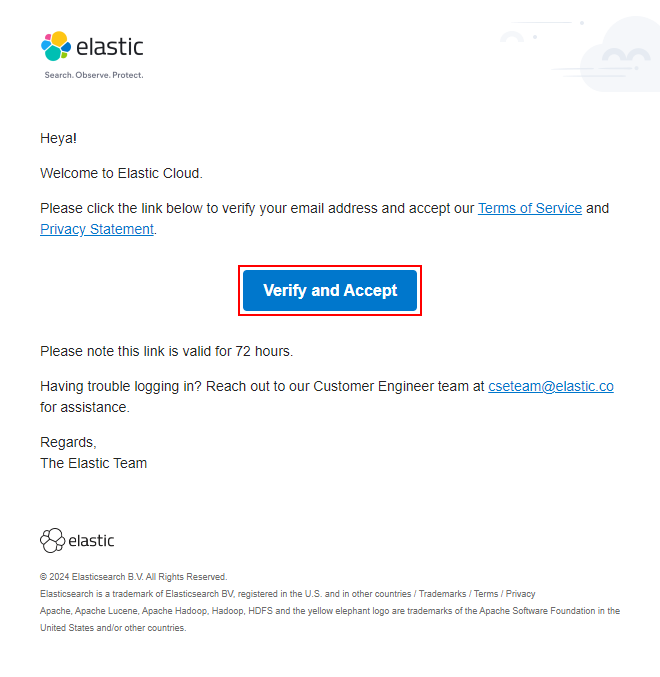 elastic
Search. Observe. Protect.
Heya!
Welcome to Elastic Cloud.
Please click the link below to verify your email address and accept our Terms of Service and
Privacy Statement.
Verify and Accept
Please note this link is valid for 72 hours.
Having trouble logging in? Reach out to our Customer Engineer team at cseteam@elastic.co
for assistance.
Regards,
The Elastic Team
elastic
© 2024 Elasticsearch B.V. All Rights Reserved.
Elasticsearch is a trademark of Elasticsearch BV, registered in the U.S. and in other countries / Trademarks / Terms / Privacy
Apache, Apache Lucene, Apache Hadoop, Hadoop, HDFS and the yellow elephant logo are trademarks of the Apache Software Foundation in the
United States and/or other countries.